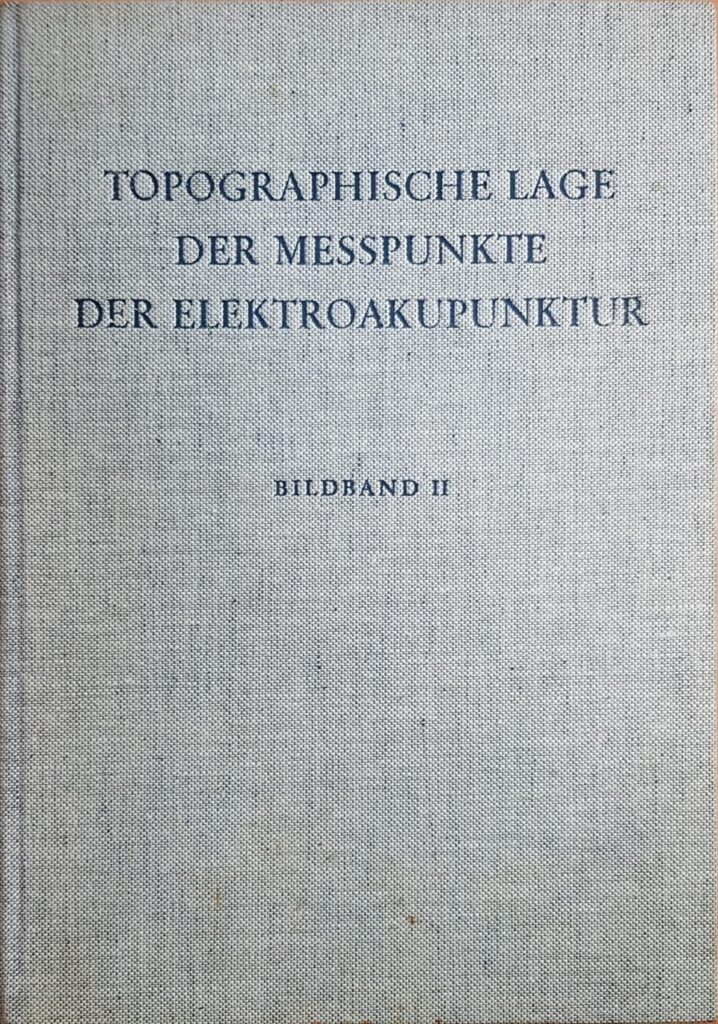 TOPOGRAPHISCHE LAGE
DER MESSPUNKTE
DER ELEKTROAKUPUNKTUR
BILDBAND II